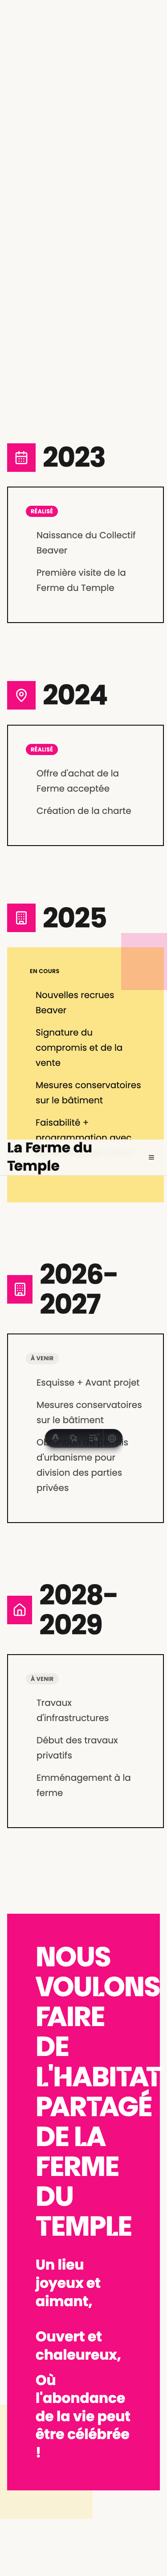 2023
RÉALISÉ
Naissance du Collectif
Beaver
Première visite de la
Ferme du Temple
2024
RÉALISÉ
Offre d'achat de la
Ferme acceptée
Création de la charte
2025
EN COURS
Nouvelles recrues
Beaver
Signature du
compromis et de la
vente
Mesures conservatoires
sur le bâtiment
Faisabilité +
programmation avec
La Ferme du
Temple
2026-
2027
À VENIR
Esquisse + Avant projet
Mesures conservatoires
sur le bâtiment
d'urbanisme pour
division des parties
privées
2028-
2029
À VENIR
Travaux
d'infrastructures
Début des travaux
privatifs
Emménagement à la
ferme
NOUS
VOULONS
FAIRE
DE
L'HABITAT
PARTAGÉ
DE LA
FERME
DU
TEMPLE
Un lieu
joyeux et
aimant,
Ouvert et
chaleureux,
Où
l'abondance
de la vie peut
être célébrée
!